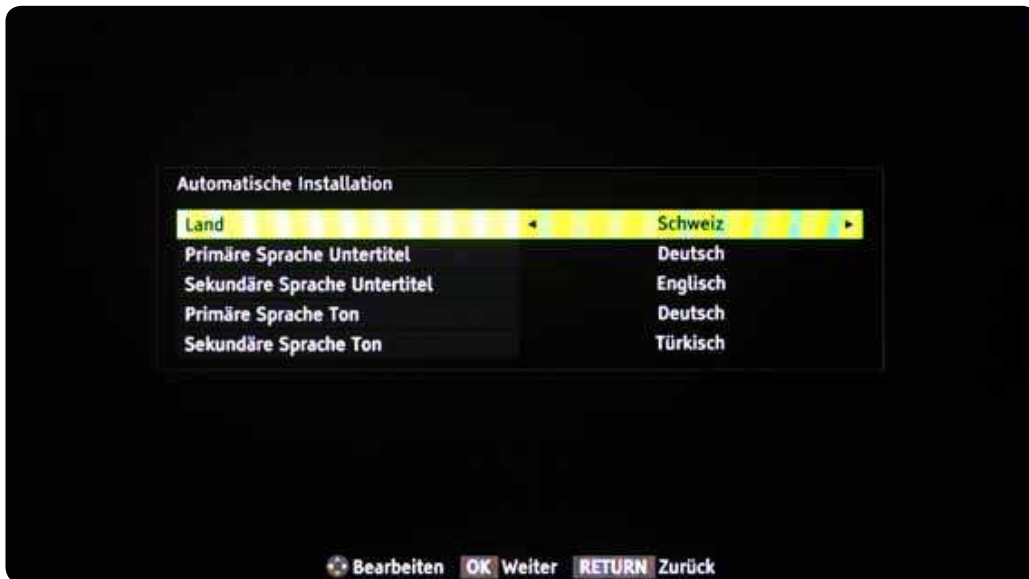 Automatische Installation
Land Schweiz
Primäre Sprache Untertitel Deutsch
Sekundäre Sprache Untertitel Englisch
Primäre Sprache Ton Deutsch
Sekundäre Sprache Ton Türkisch
Bearbeiten OK Weiter RETURN Zurück